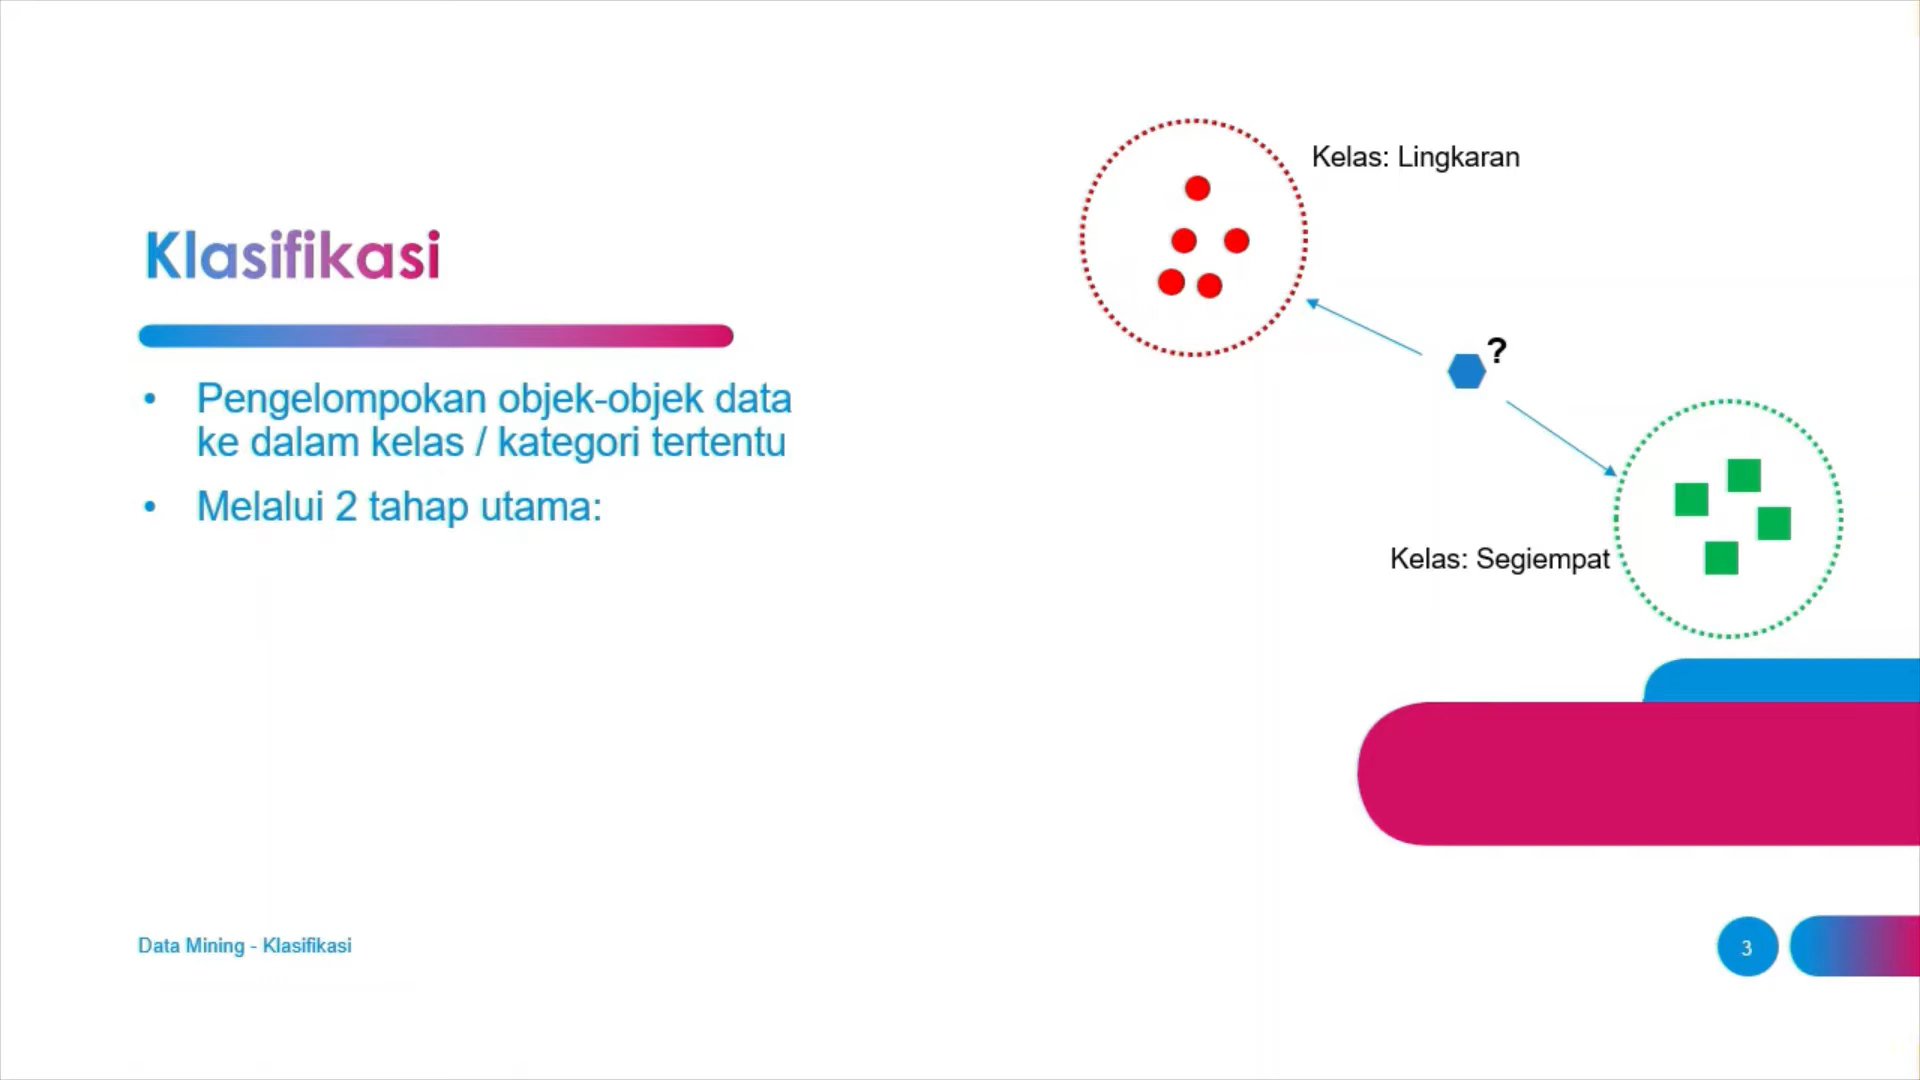 Klasifikasi
• Pengelompokan objek-objek data
ke dalam kelas / kategori tertentu
• Melalui 2 tahap utama:
Kelas: Lingkaran
?
Kelas: Segiempat
Data Mining - Klasifikasi
3